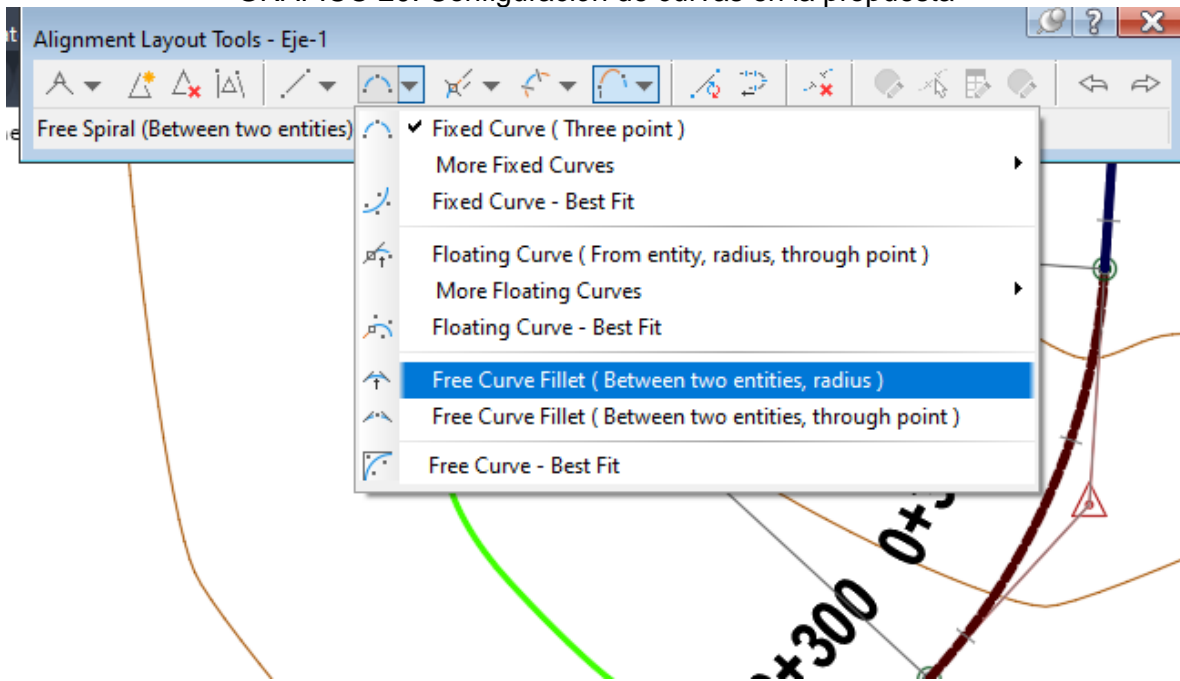 Alignment Layout Tools - Eje-1
Free Spiral (Between two entities)
Fixed Curve ( Three point )
More Fixed Curves
Fixed Curve - Best Fit
Floating Curve ( From entity, radius, through point )
More Floating Curves
Floating Curve - Best Fit
Free Curve Fillet ( Between two entities, radius )
Free Curve Fillet ( Between two entities, through point )
Free Curve - Best Fit